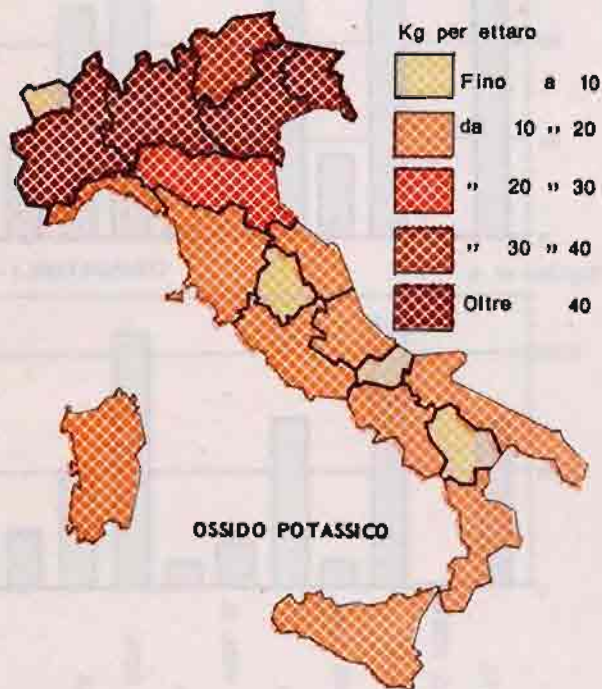 Kg per ettaro
Fino a 10
da 10 " 20
" 20 " 30
" 30 " 40
Oltre 40
OSSIDO POTASSICO